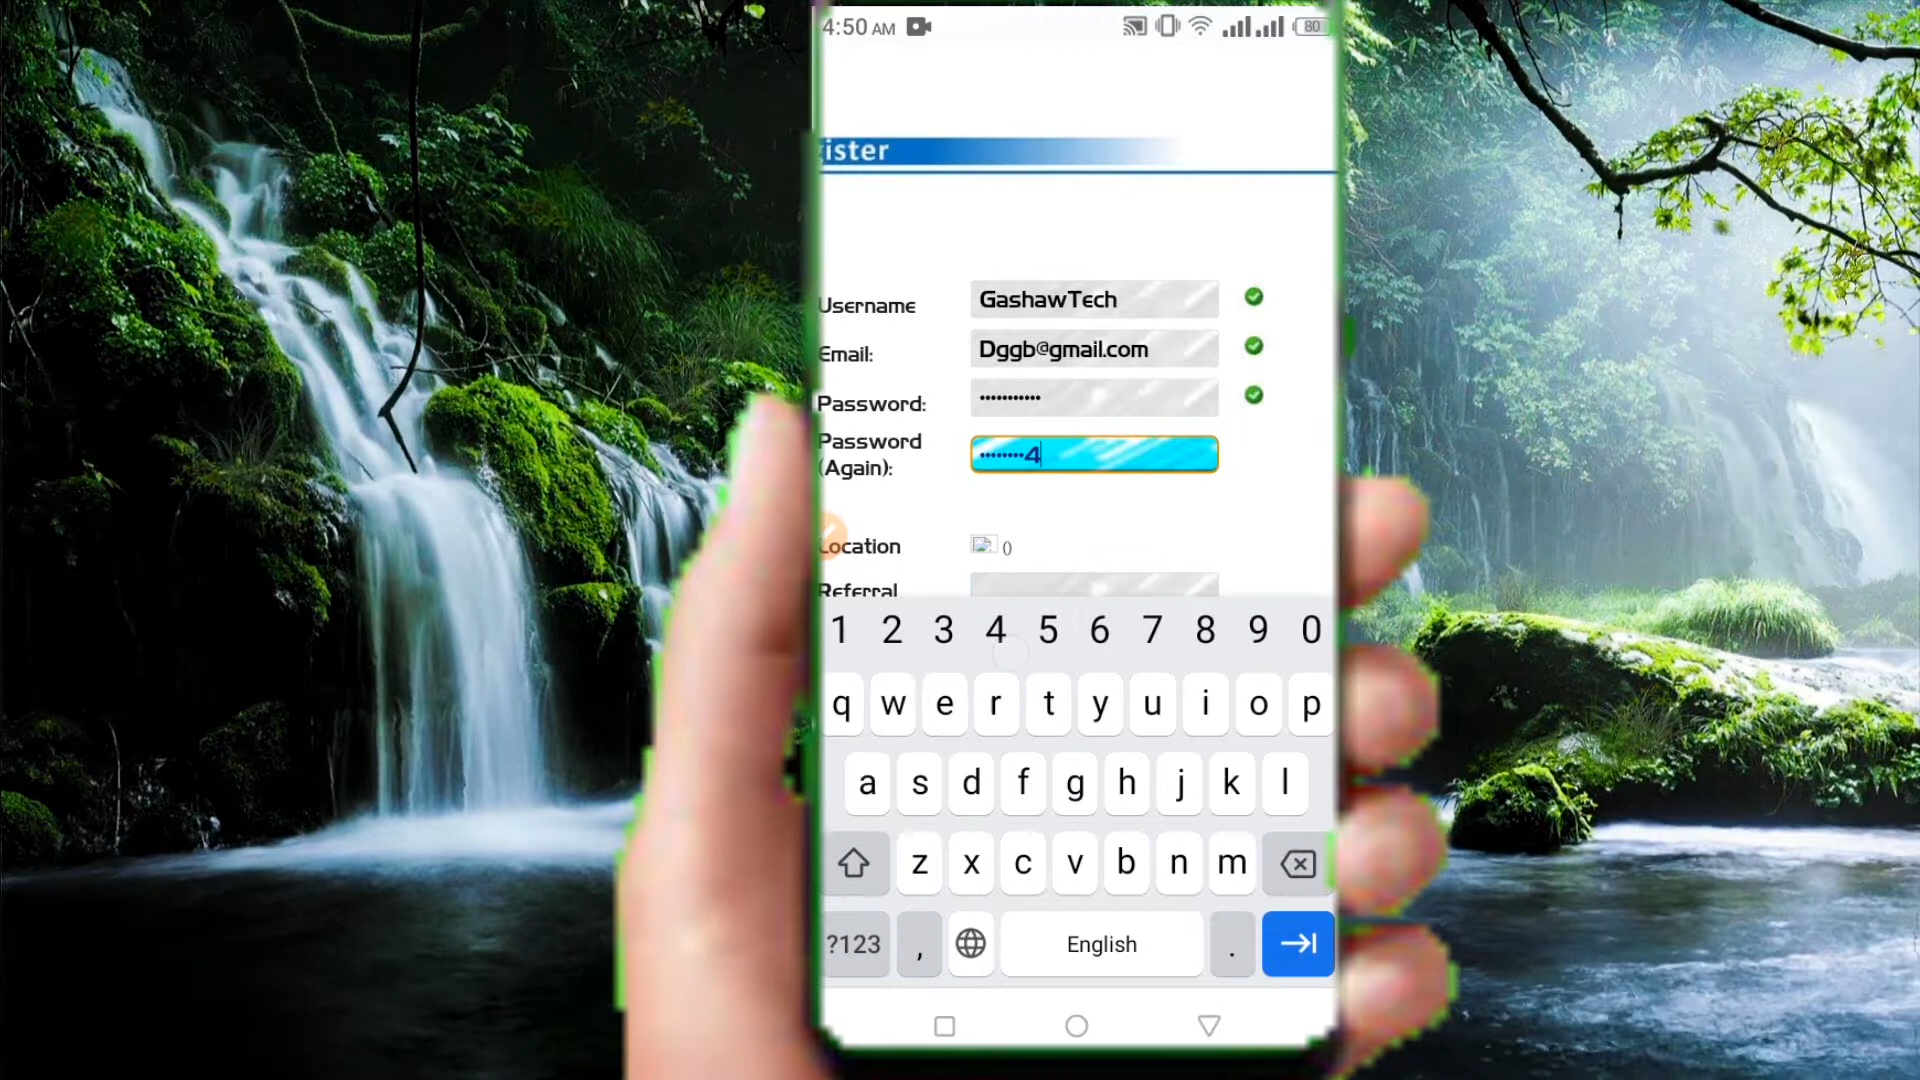 4:50 AM
80
ister
Username GashawTech
Email: Dggb@gmail.com
Password: •••••••••••
Password
(Again): ••••••••4
Location ()
Referral
1 2 3 4 5 6 7 8 9 0
q w e r t y u i o p
a s d f g h j k l
z x c v b n m
?123 , English .